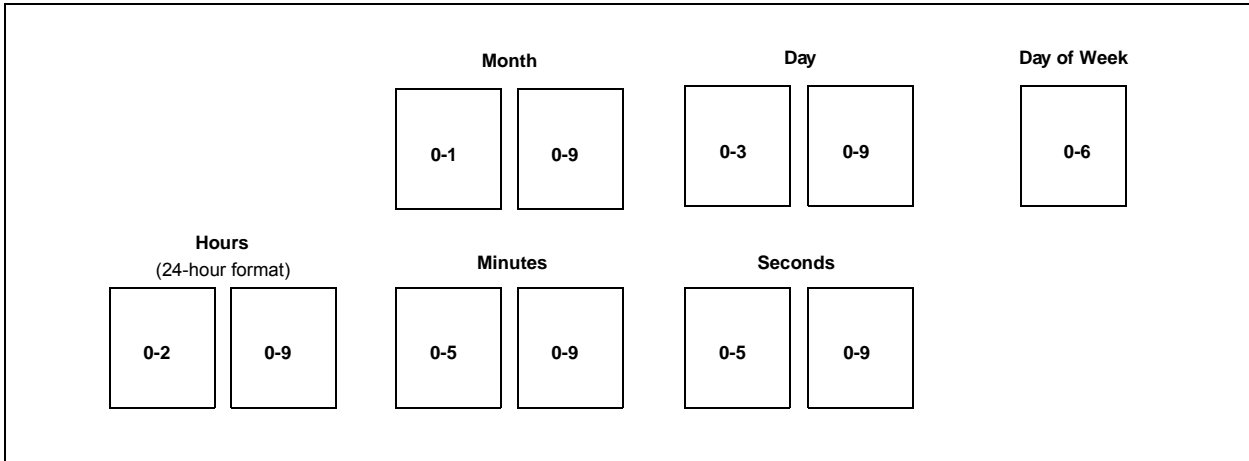 Month Day Day of Week
0-1 0-9 0-3 0-9 0-6
Hours
(24-hour format) Minutes Seconds
0-2 0-9 0-5 0-9 0-5 0-9